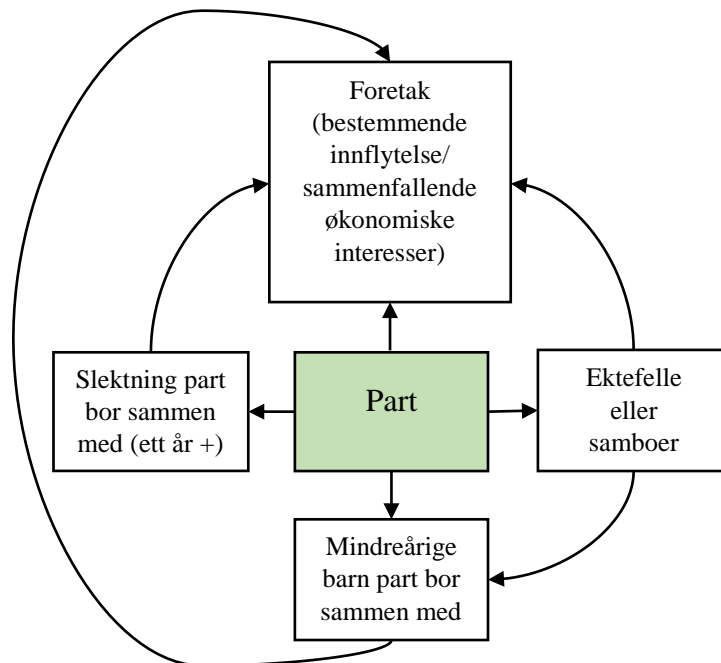 Foretak
(bestemmende
innflytelse/
sammenfallende
økonomiske
interesser)
Slektning part
bor sammen
med (ett år +)
Part
Ektefelle
eller
samboer
Mindreårige
barn part bor
sammen med